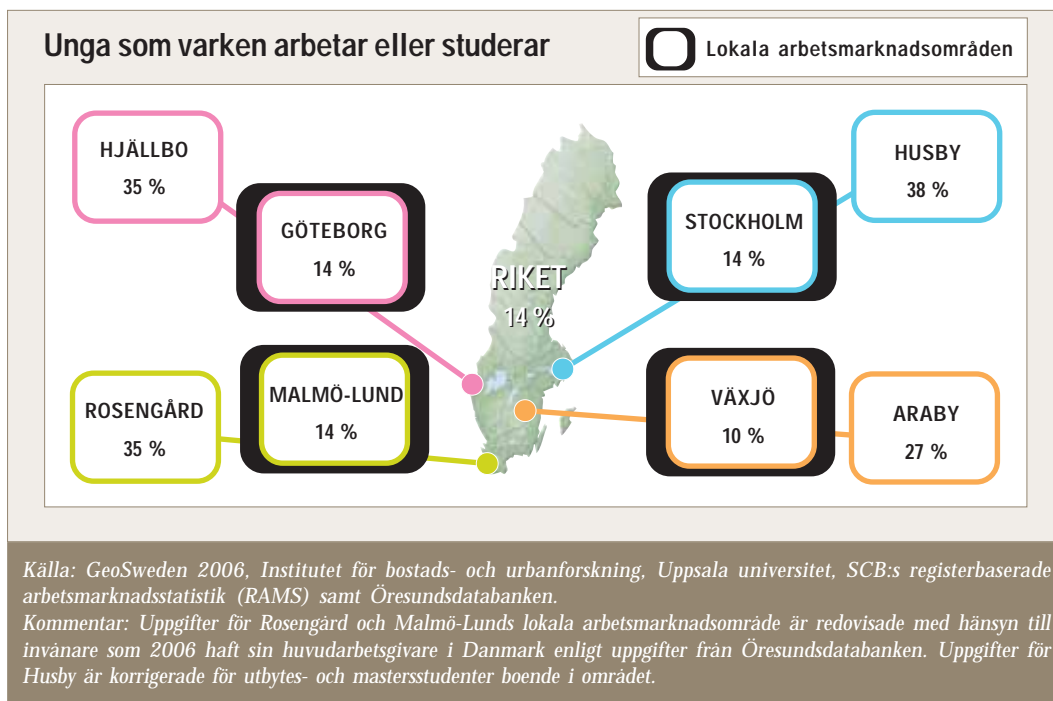 Unga som varken arbetar eller studerar
Lokala arbetsmarknadsområden
HJÄLLBO
35 %
GÖTEBORG
14 %
RIKET
14 %
STOCKHOLM
14 %
HUSBY
38 %
ROSENGÅRD
35 %
MALMÖ-LUND
14 %
VÄXJÖ
10 %
ARABY
27 %
Källa: GeoSweden 2006, Institutet för bostads- och urbanforskning, Uppsala universitet, SCB:s registerbaserade
arbetsmarknadsstatistik (RAMS) samt Öresundsdatabanken.
Kommentar: Uppgifter för Rosengård och Malmö-Lunds lokala arbetsmarknadsområde är redovisade med hänsyn till
invånare som 2006 haft sin huvudarbetsgivare i Danmark enligt uppgifter från Öresundsdatabanken. Uppgifter för
Husby är korrigerade för utbytes- och mastersstudenter boende i området.